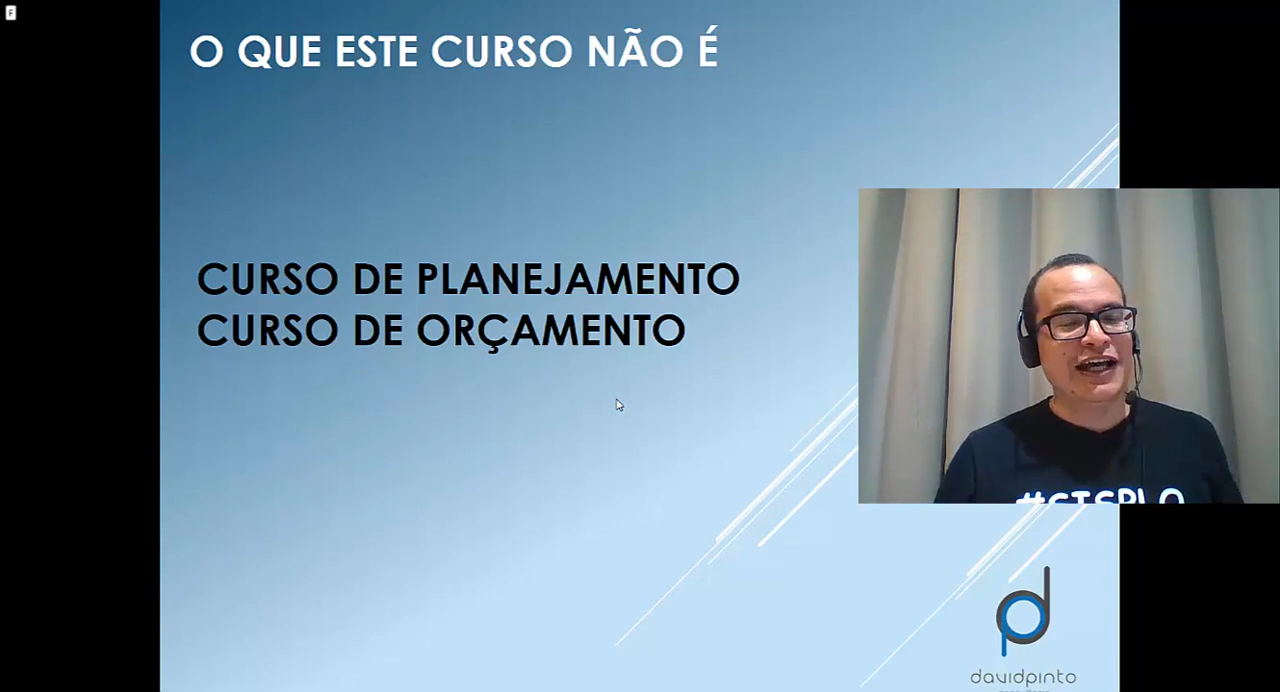 F
O QUE ESTE CURSO NÃO É
CURSO DE PLANEJAMENTO
CURSO DE ORÇAMENTO
davidpinto